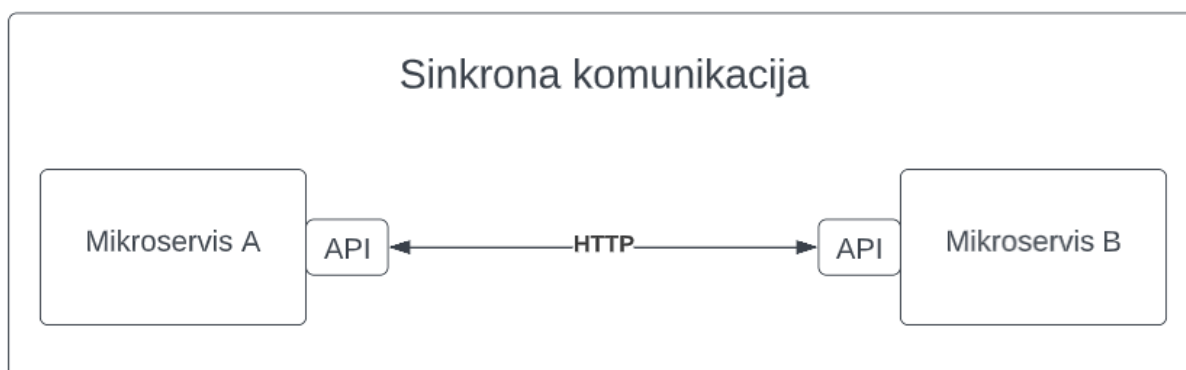 Sinkrona komunikacija
Mikroservis A
API
HTTP
API
Mikroservis B